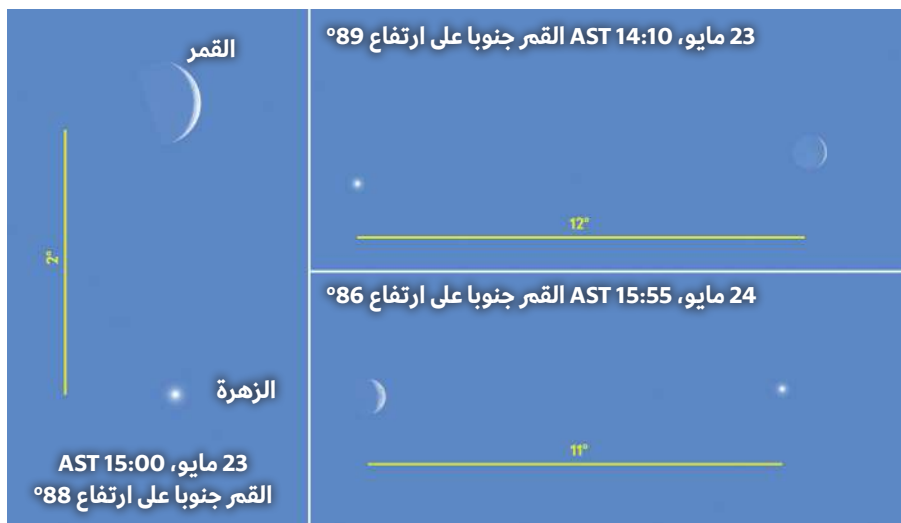 القمر
2°
الزهرة
23 مايو، 15:00 AST
القمر جنوبا على ارتفاع 88°
23 مايو، 14:10 AST القمر جنوبا على ارتفاع 89°
12°
24 مايو، 15:55 AST القمر جنوبا على ارتفاع 86°
11°